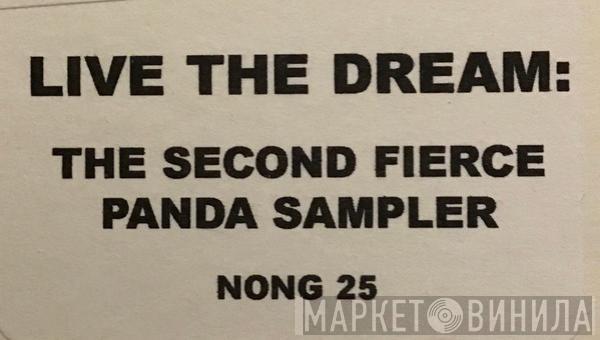 LIVE THE DREAM:
THE SECOND FIERCE
PANDA SAMPLER
NONG 25
МАРКЕТ ВИНИЛА